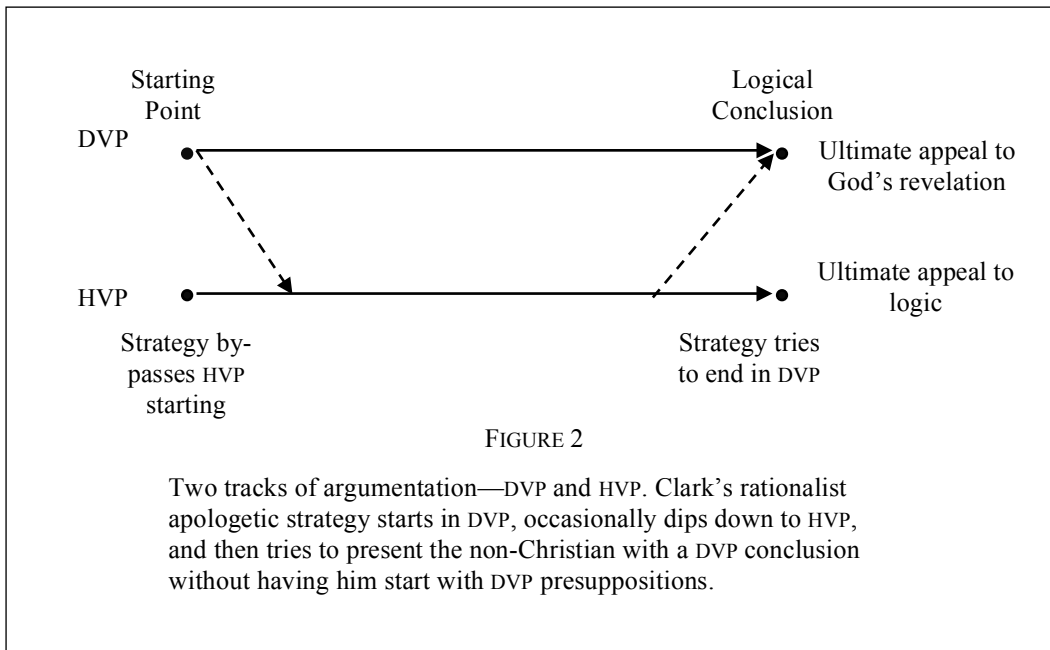 Starting
Point
Logical
Conclusion
DVP
Ultimate appeal to
God’s revelation
HVP
Ultimate appeal to
logic
Strategy by-
passes HVP
starting
Strategy tries
to end in DVP
FIGURE 2
Two tracks of argumentation—DVP and HVP. Clark’s rationalist
apologetic strategy starts in DVP, occasionally dips down to HVP,
and then tries to present the non-Christian with a DVP conclusion
without having him start with DVP presuppositions.